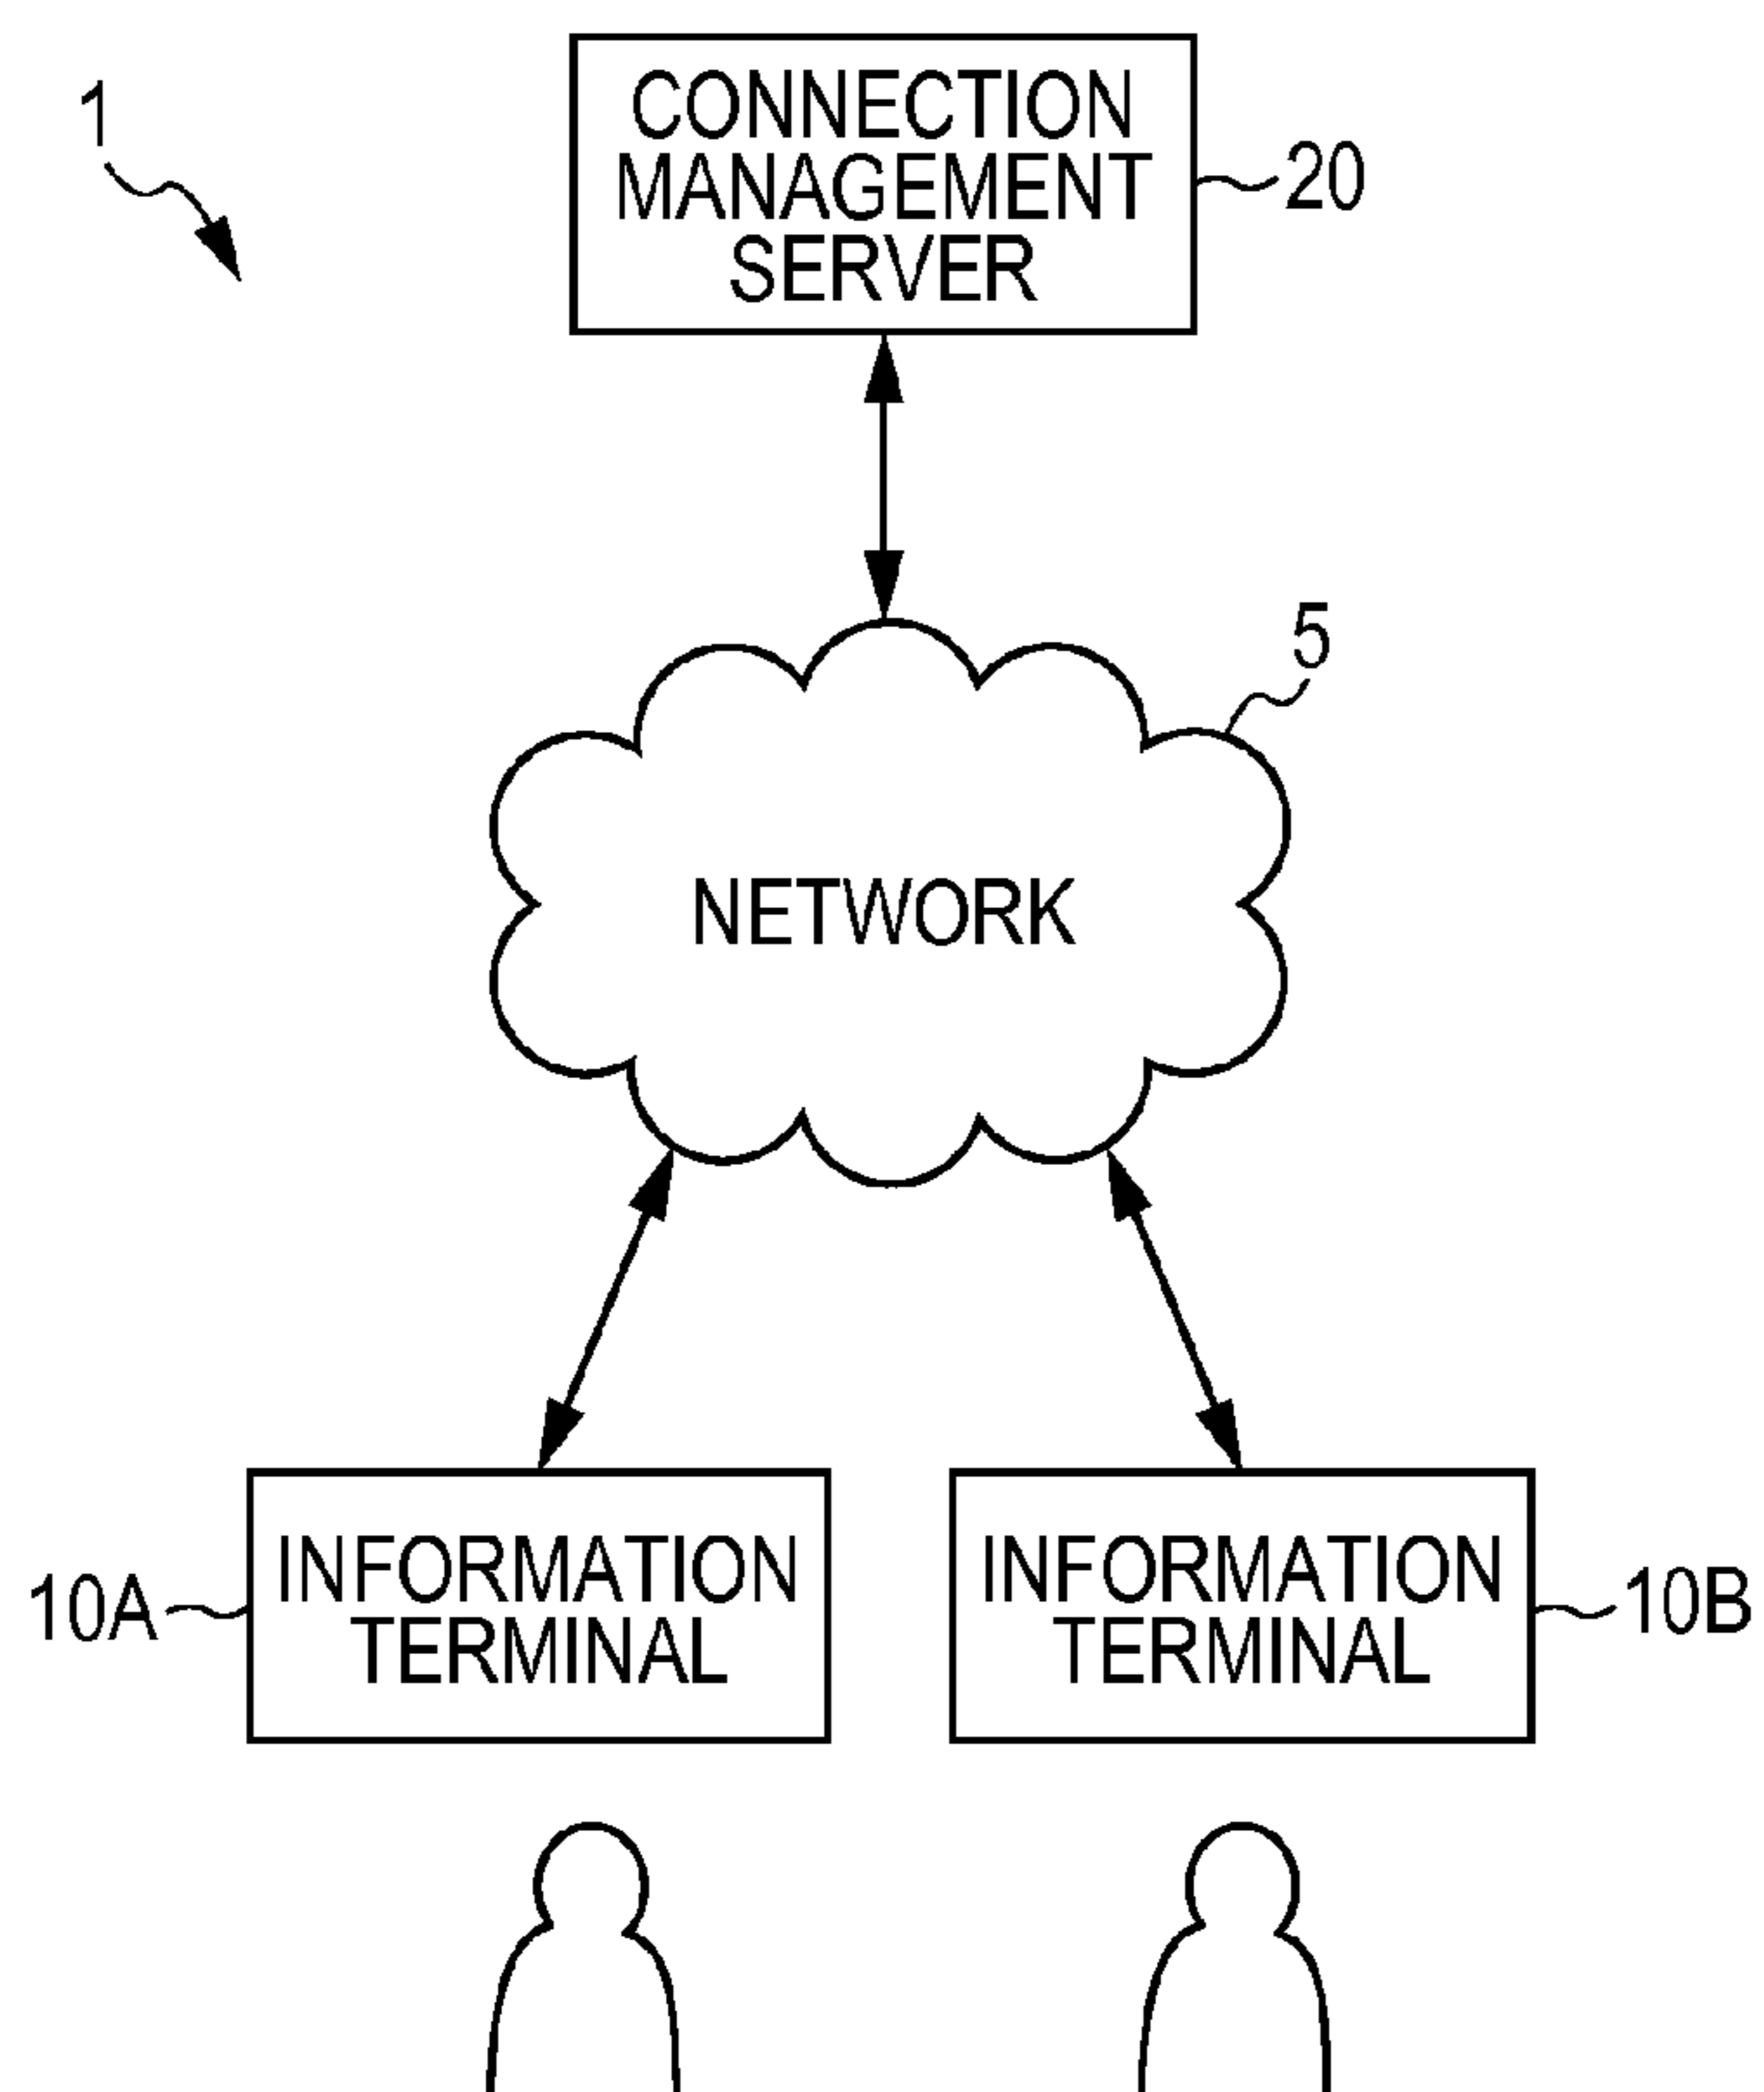 1
CONNECTION
MANAGEMENT
SERVER
20
5
NETWORK
INFORMATION
TERMINAL
10A
INFORMATION
TERMINAL
10B